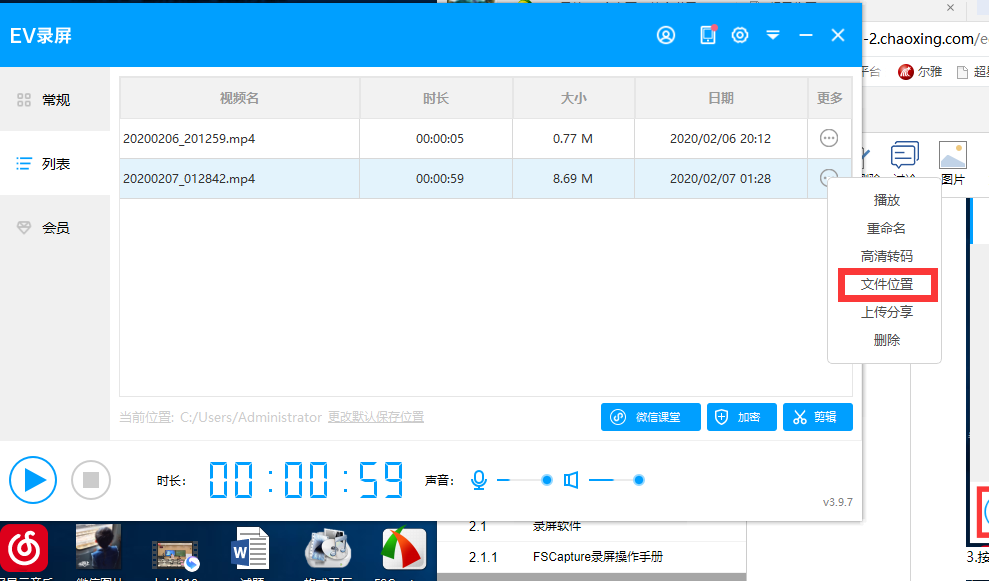 EV录屏
-2.chaoxing.com/e
平台 尔雅 超星
常规
列表
会员
视频名 时长 大小 日期 更多
20200206_201259.mp4 00:00:05 0.77 M 2020/02/06 20:12
20200207_012842.mp4 00:00:59 8.69 M 2020/02/07 01:28
图片
播放
重命名
高清转码
文件位置
上传分享
删除
当前位置: C:/Users/Administrator 更改默认保存位置
微信课堂 加密 剪辑
时长: 00:00:59 声音:
v3.9.7
2.1 录屏软件
2.1.1 FSCapture录屏操作手册
3.按